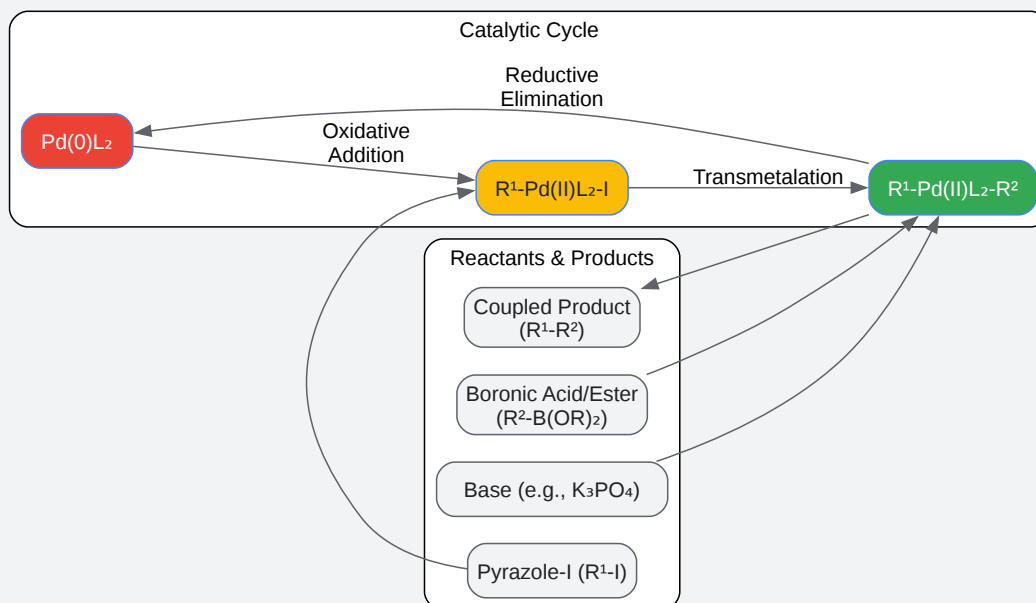 Catalytic Cycle
Reductive
Elimination
Oxidative
Addition
Pd(0)L₂
R¹-Pd(II)L₂-I
Transmetalation
R¹-Pd(II)L₂-R²
Reactants & Products
Coupled Product
(R¹-R²)
Boronic Acid/Ester
(R²-B(OR)₂)
Base (e.g., K₃PO₄)
Pyrazole-I (R¹-I)